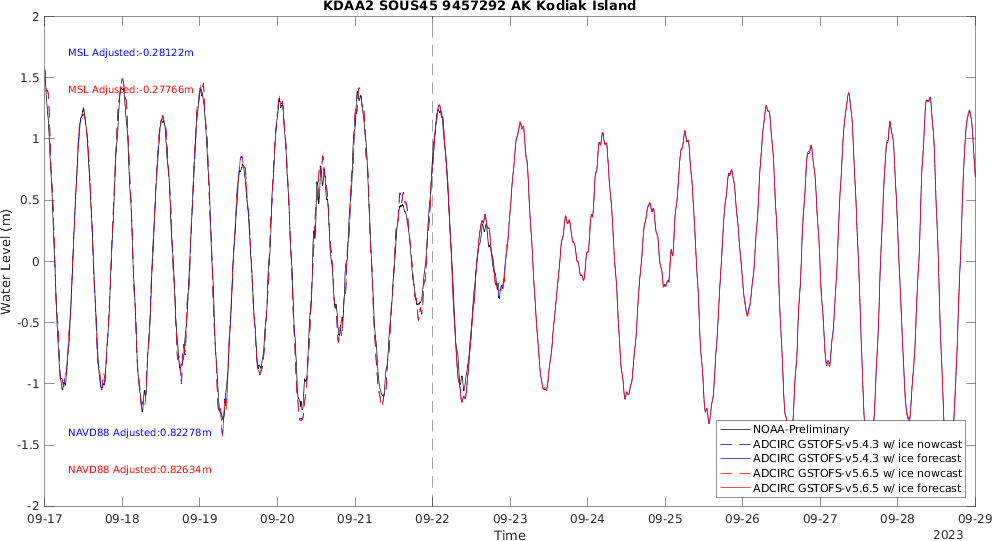 KDAA2 SOUS45 9457292 AK Kodiak Island
2
1.5
1
0.5
0
-0.5
-1
-1.5
-2
Water Level (m)
MSL Adjusted:-0.28122m
MSL Adjusted:-0.27766m
NAVD88 Adjusted:0.82278m
NAVD88 Adjusted:0.82634m
NOAA-Preliminary
ADCIRC GSTOFS-v5.4.3 w/ ice nowcast
ADCIRC GSTOFS-v5.4.3 w/ ice forecast
ADCIRC GSTOFS-v5.6.5 w/ ice nowcast
ADCIRC GSTOFS-v5.6.5 w/ ice forecast
09-17 09-18 09-19 09-20 09-21 09-22 09-23 09-24 09-25 09-26 09-27 09-28 09-29
Time
2023